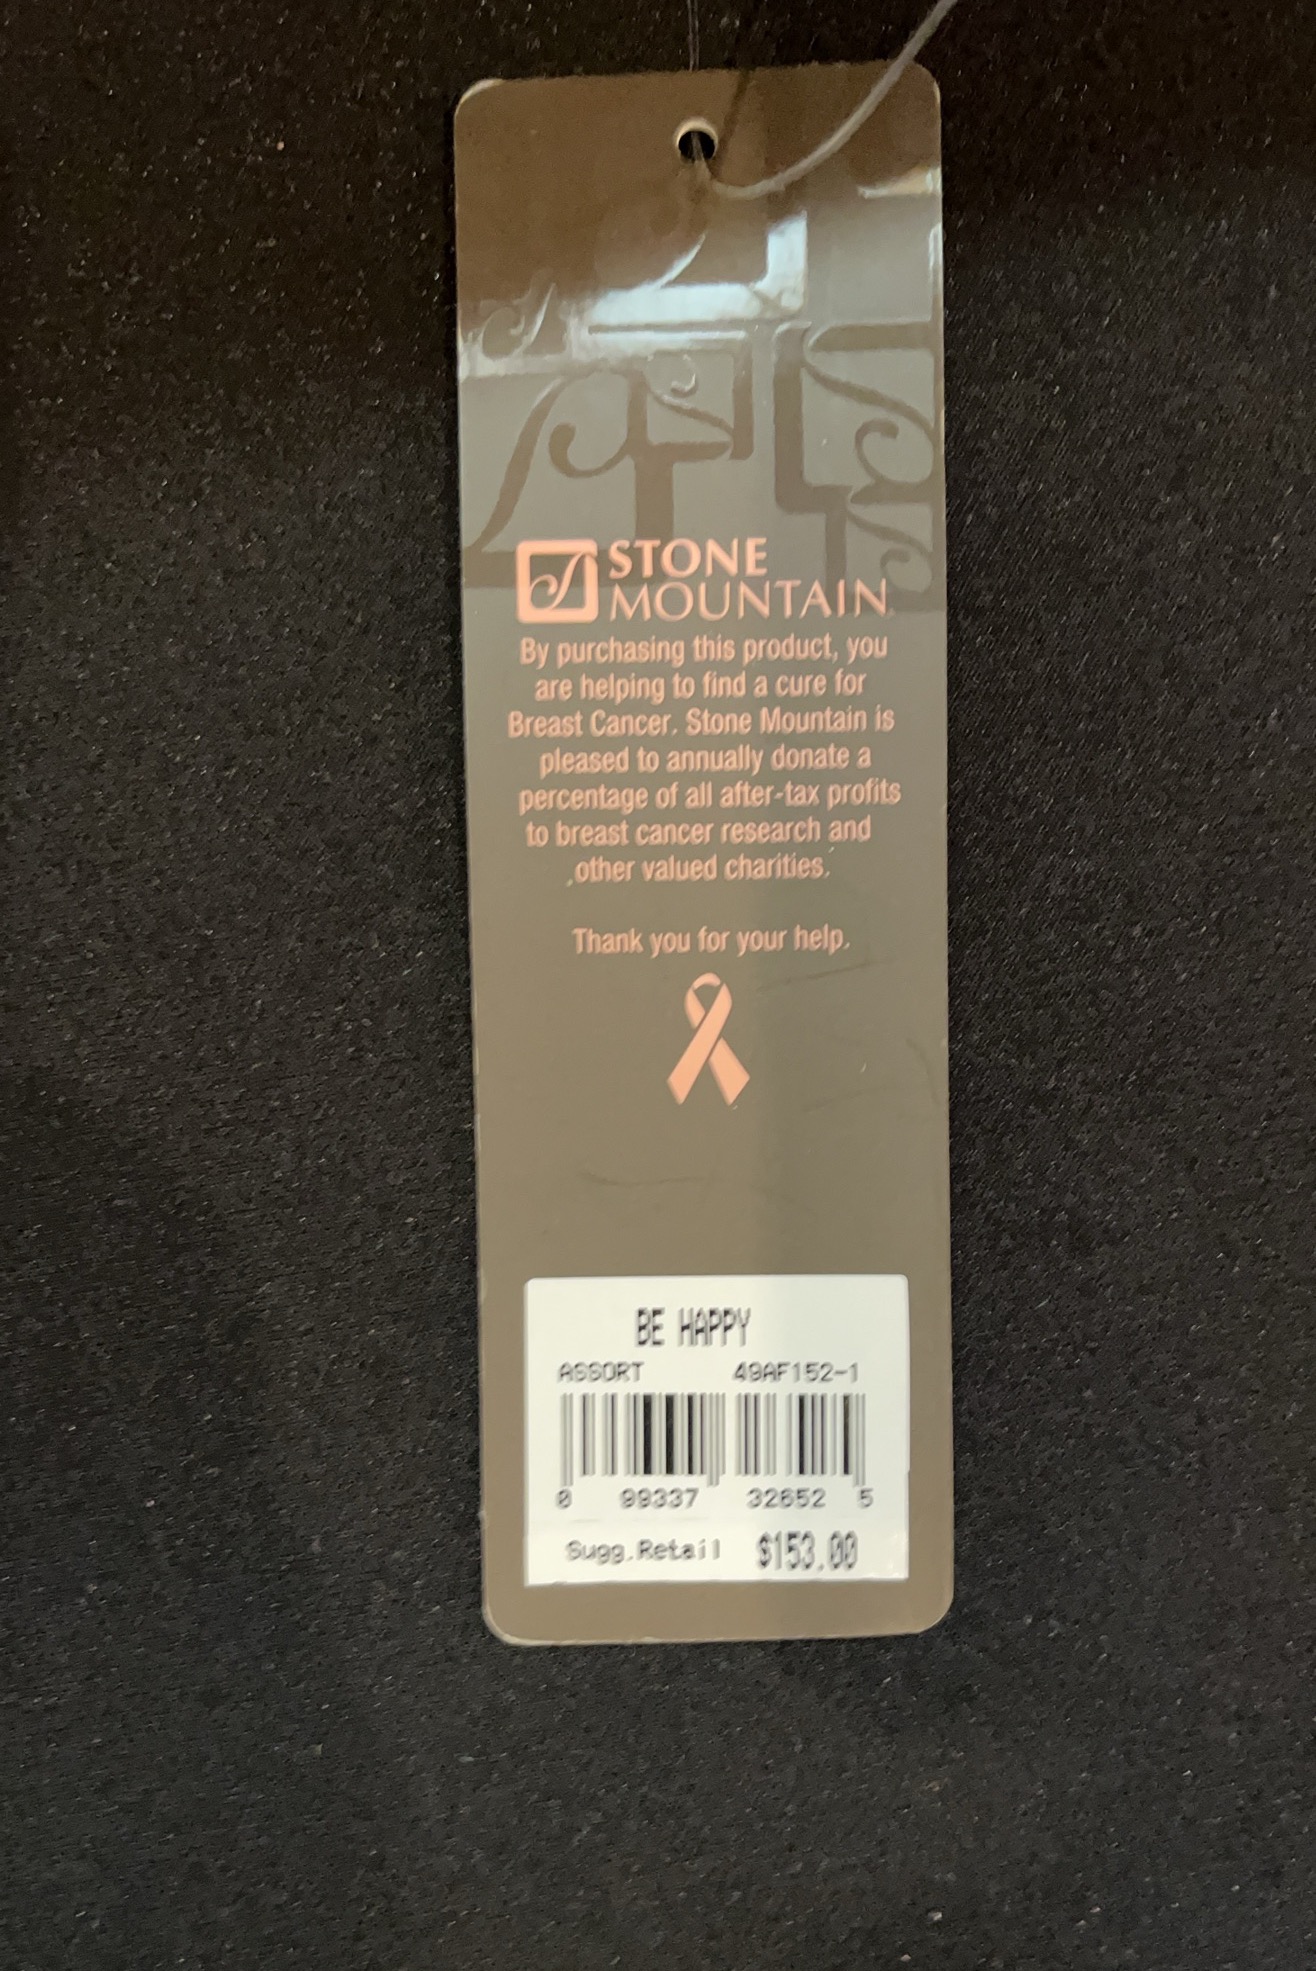 STONE
MOUNTAIN
By purchasing this product, you
are helping to find a cure for
Breast Cancer. Stone Mountain is
pleased to annually donate a
percentage of all after-tax profits
to breast cancer research and
other valued charities.
Thank you for your help.
BE HAPPY
ASSORT 49AF152-1
0 99337 32652 5
Sugg.Retail $153.00